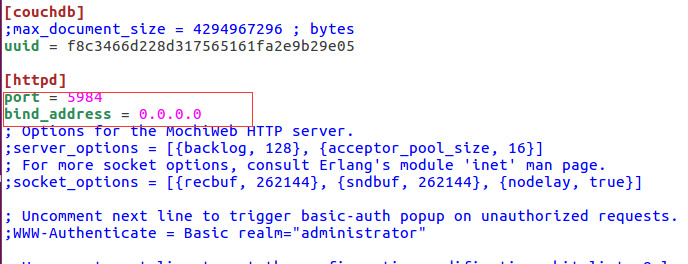 [couchdb]
;max_document_size = 4294967296 ; bytes
uuid = f8c3466d228d317565161fa2e9b29e05
[httpd]
port = 5984
bind_address = 0.0.0.0
; Options for the MochiWeb HTTP server.
;server_options = [{backlog, 128}, {acceptor_pool_size, 16}]
; For more socket options, consult Erlang's module 'inet' man page.
;socket_options = [{recbuf, 262144}, {sndbuf, 262144}, {nodelay, true}]
; Uncomment next line to trigger basic-auth popup on unauthorized requests.
;WWW-Authenticate = Basic realm="administrator"